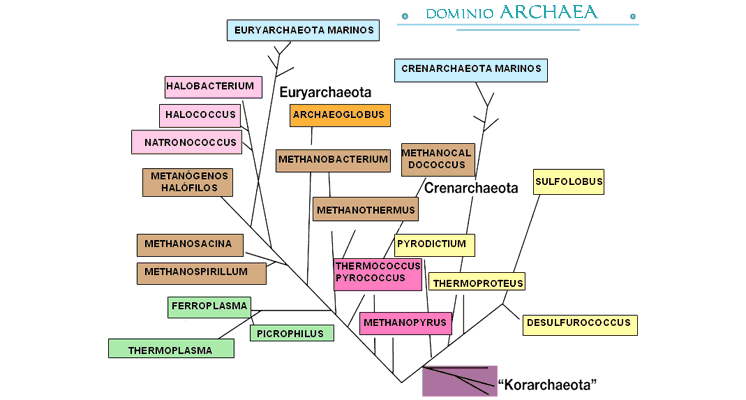 DOMINIO ARCHAEA
EURYARCHAEOTA MARINOS
CRENARCHAEOTA MARINOS
HALOBACTERIUM
Euryarchaeota
HALOCOCCUS
ARCHAEOGLOBUS
NATRONOCOCCUS
METHANOBACTERIUM
METHANOCAL
DOCOCCUS
METANÓGENOS
HALÓFILOS
Crenarchaeota
SULFOLOBUS
METHANOTHERMUS
METHANOSACINA
PYRODICTIUM
METHANOSPIRILLUM
THERMOCOCCUS
PYROCOCCUS
THERMOPROTEUS
FERROPLASMA
PICROPHILUS
METHANOPYRUS
DESULFUROCOCCUS
THERMOPLASMA
“Korarchaeota”